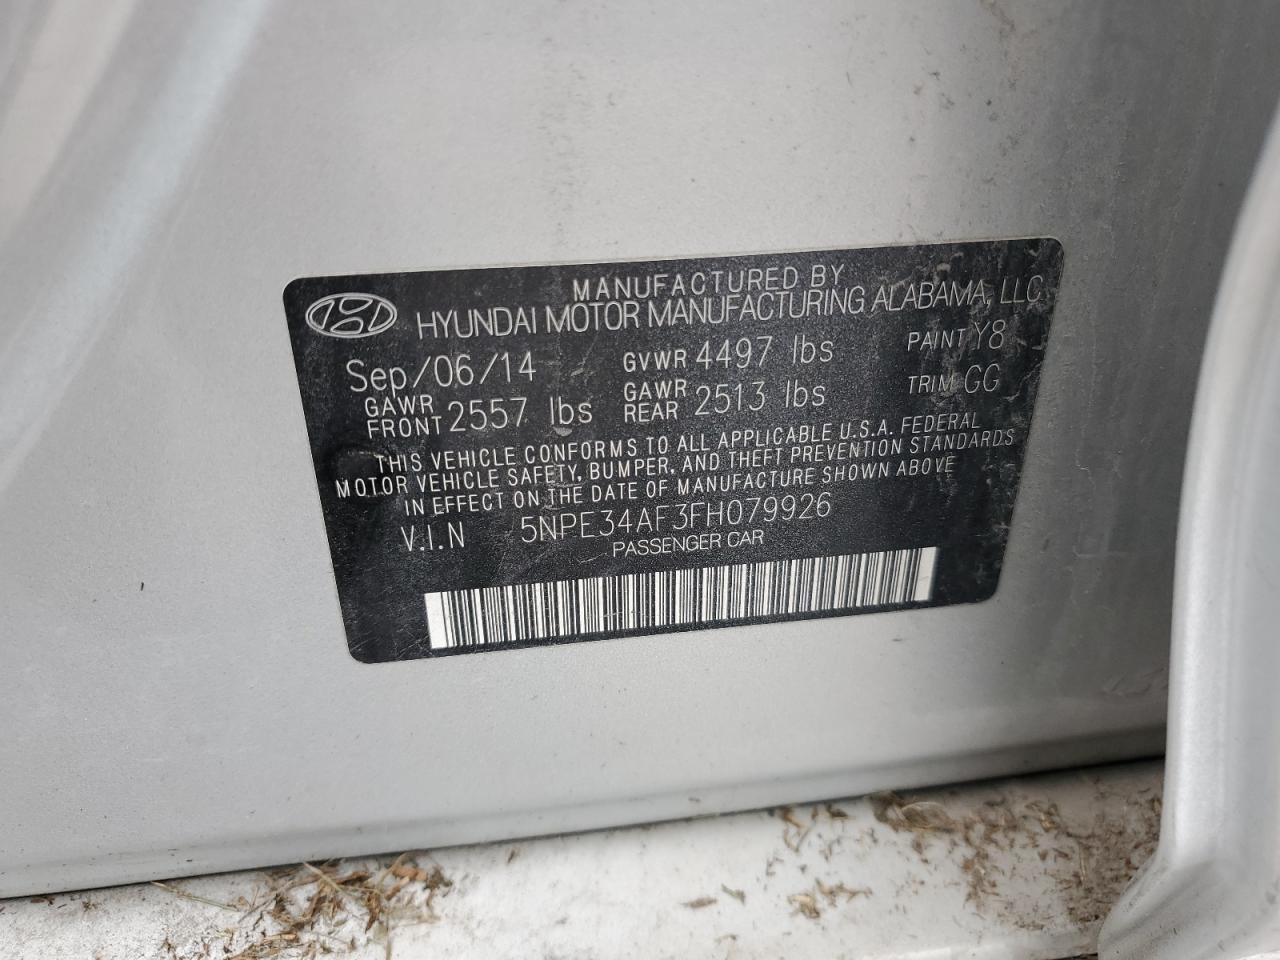 MANUFACTURED BY
HYUNDAI MOTOR MANUFACTURING ALABAMA, LLC
Sep/06/14 GVWR 4497 lbs PAINT Y8
GAWR FRONT 2557 lbs GAWR REAR 2513 lbs TRIM GG
THIS VEHICLE CONFORMS TO ALL APPLICABLE U.S.A. FEDERAL
MOTOR VEHICLE SAFETY, BUMPER, AND THEFT PREVENTION STANDARDS
IN EFFECT ON THE DATE OF MANUFACTURE SHOWN ABOVE
V.I.N 5NPE34AF3FH079926
PASSENGER CAR